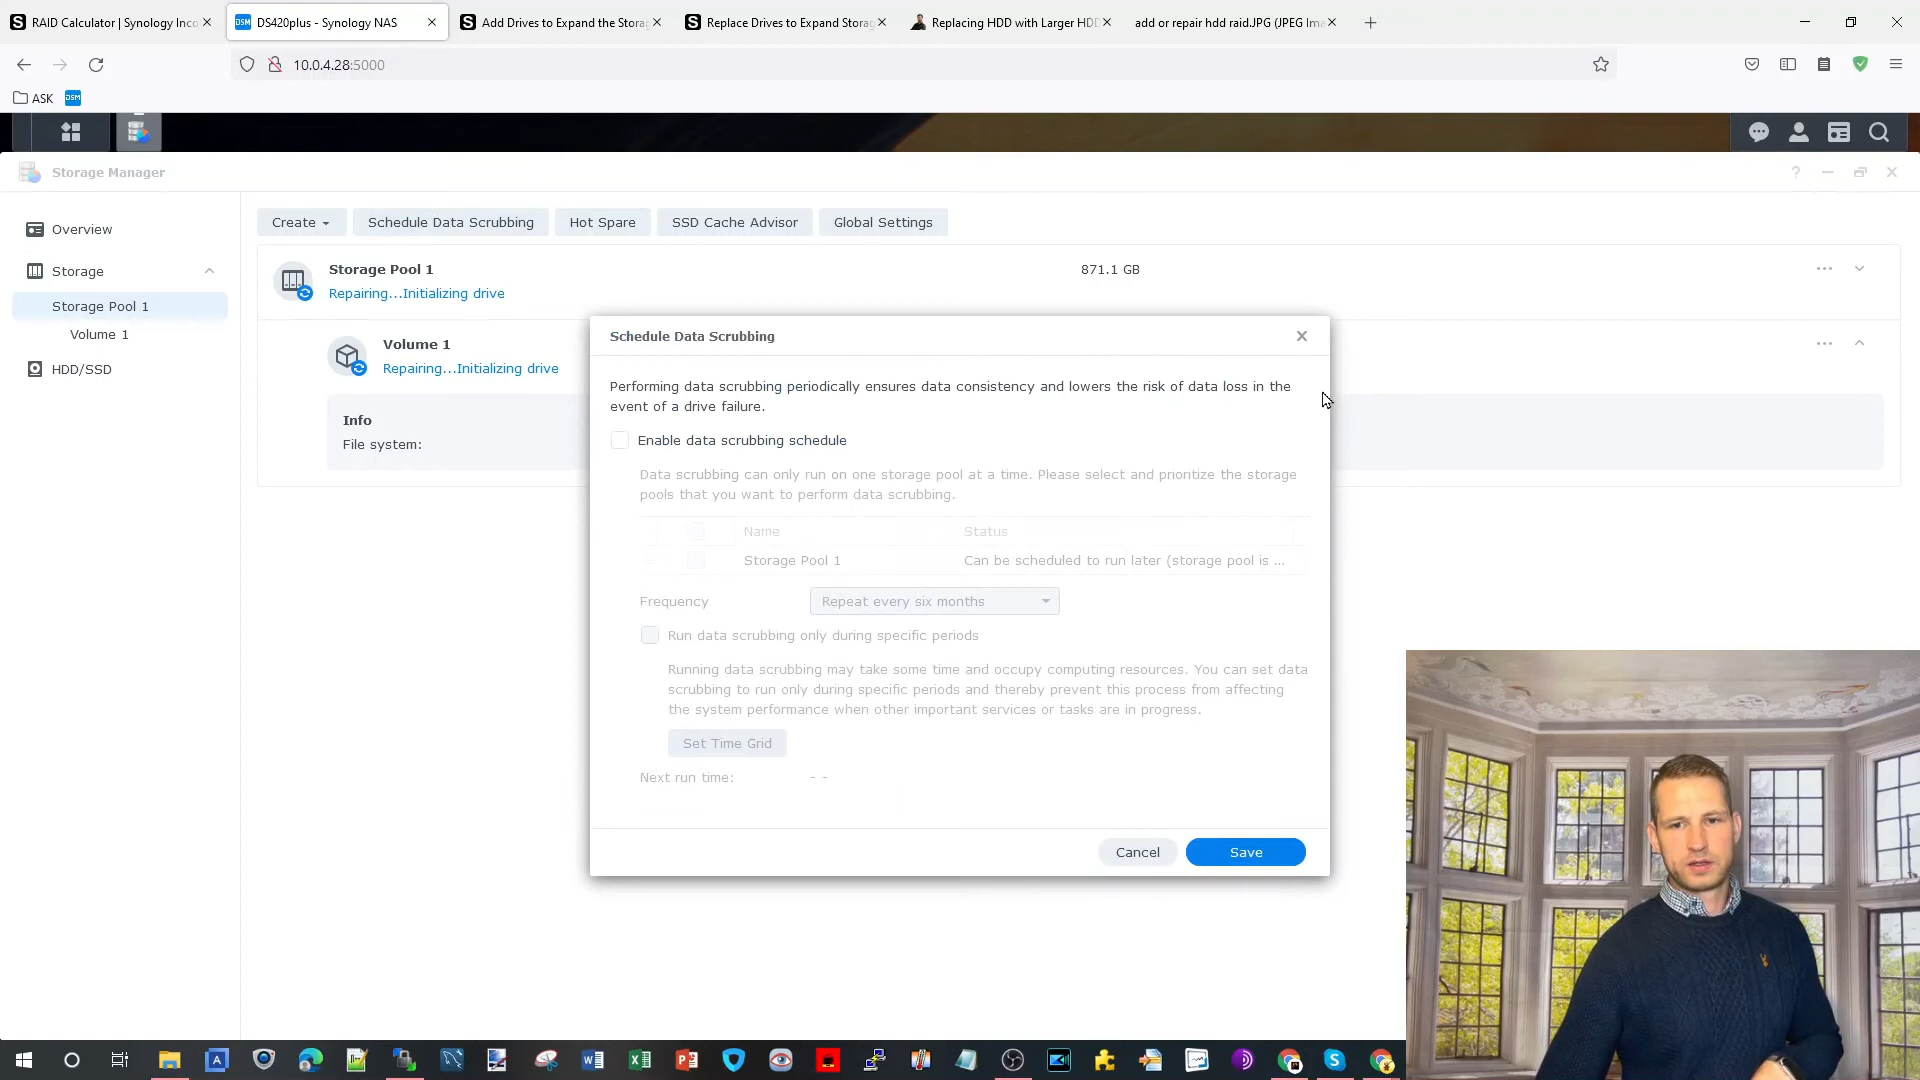 RAID Calculator | Synology Inco
DS420plus - Synology NAS
Add Drives to Expand the Stora
Replace Drives to Expand Storag
Replacing HDD with Larger HDD
add or repair hdd raid.JPG (JPEG Ima
10.0.4.28:5000
ASK
DSM
Storage Manager
Overview
Storage
Storage Pool 1
Volume 1
HDD/SSD
Create
Schedule Data Scrubbing
Hot Spare
SSD Cache Advisor
Global Settings
Storage Pool 1
871.1 GB
Repairing...Initializing drive
Volume 1
Repairing...Initializing drive
Info
File system:
Schedule Data Scrubbing
Performing data scrubbing periodically ensures data consistency and lowers the risk of data loss in the
event of a drive failure.
Enable data scrubbing schedule
Data scrubbing can only run on one storage pool at a time. Please select and prioritize the storage
pools that you want to perform data scrubbing.
Name
Status
Storage Pool 1
Can be scheduled to run later (storage pool is ...
Frequency
Repeat every six months
Run data scrubbing only during specific periods
Running data scrubbing may take some time and occupy computing resources. You can set data
scrubbing to run only during specific periods and thereby prevent this process from affecting
the system performance when other important services or tasks are in progress.
Set Time Grid
Next run time:
- -
Cancel
Save